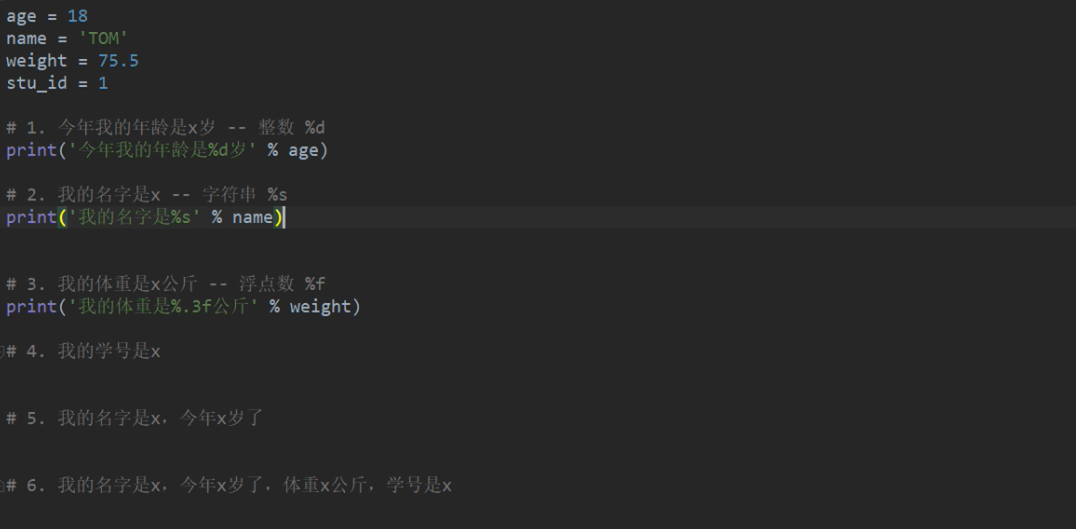 age = 18
name = 'TOM'
weight = 75.5
stu_id = 1
# 1. 今年我的年龄是x岁 -- 整数 %d
print('今年我的年龄是%d岁' % age)
# 2. 我的名字是x -- 字符串 %s
print('我的名字是%s' % name)
# 3. 我的体重是x公斤 -- 浮点数 %f
print('我的体重是%.3f公斤' % weight)
# 4. 我的学号是x
# 5. 我的名字是x，今年x岁了
# 6. 我的名字是x，今年x岁了，体重x公斤，学号是x